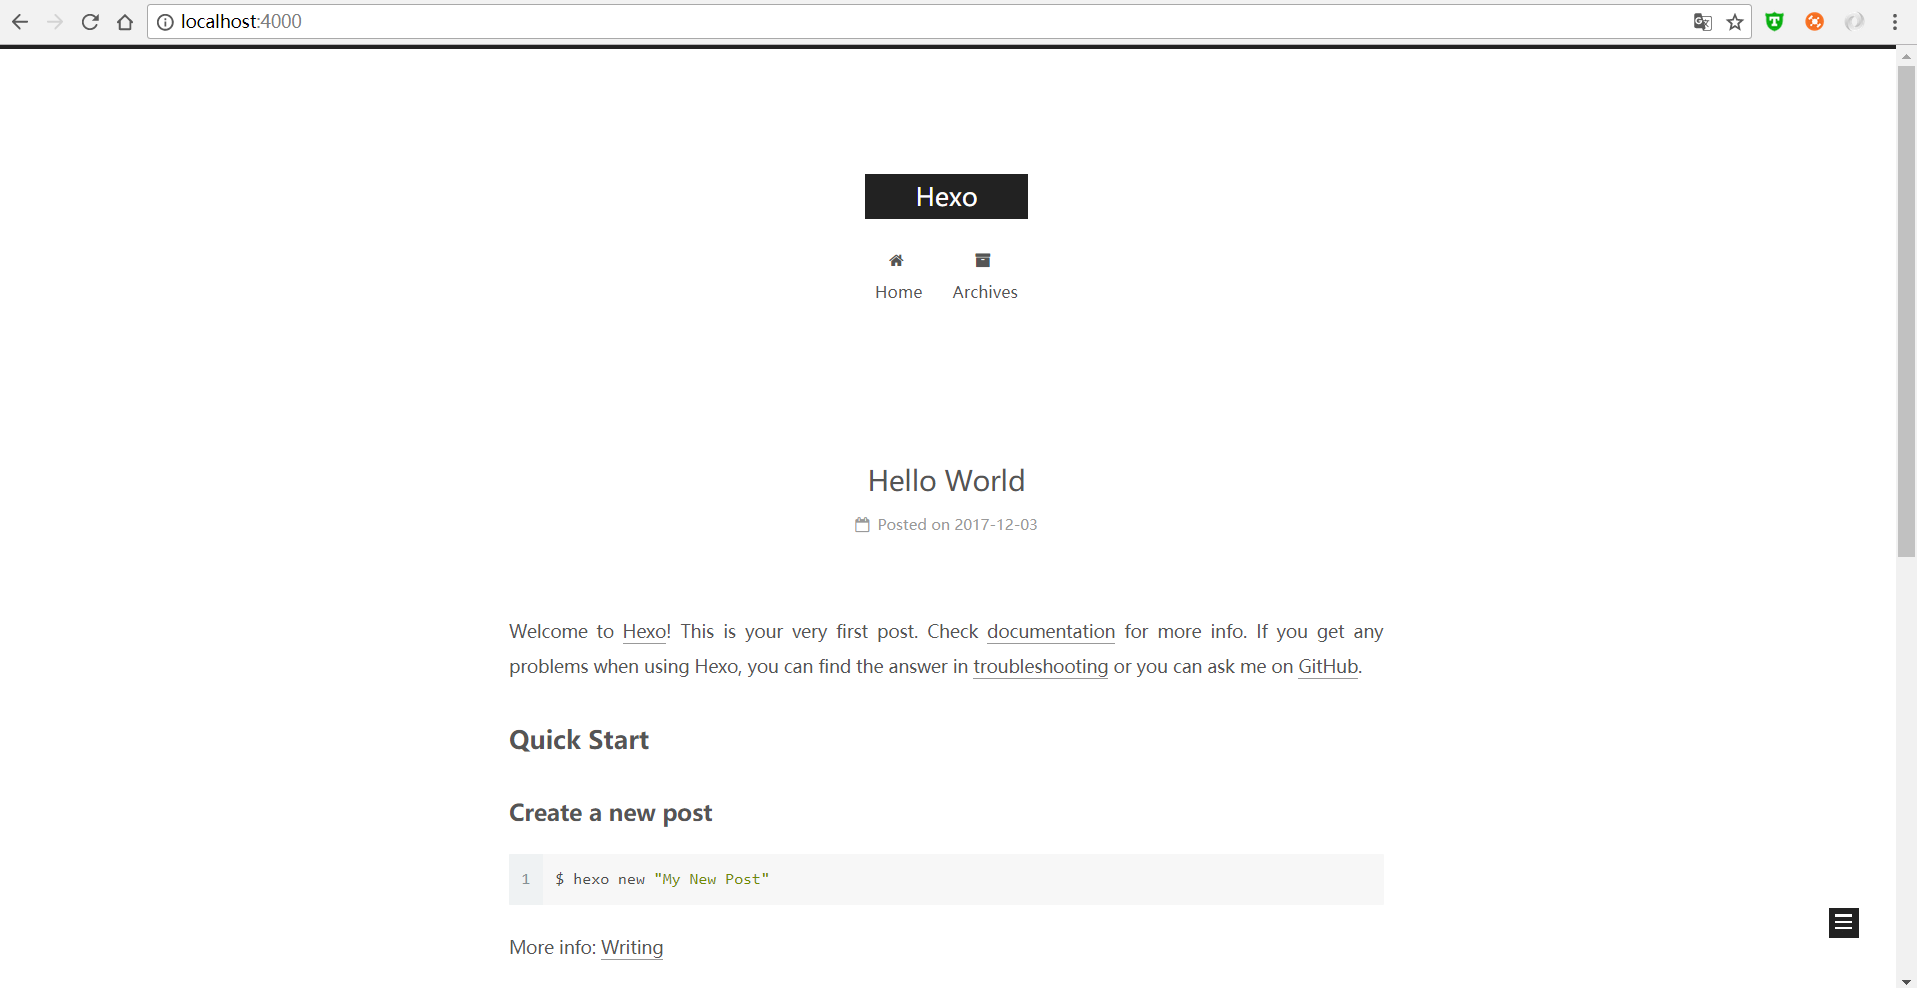 localhost:4000
Hexo
Home Archives
Hello World
Posted on 2017-12-03
Welcome to Hexo! This is your very first post. Check documentation for more info. If you get any
problems when using Hexo, you can find the answer in troubleshooting or you can ask me on GitHub.
Quick Start
Create a new post
1 $ hexo new "My New Post"
More info: Writing